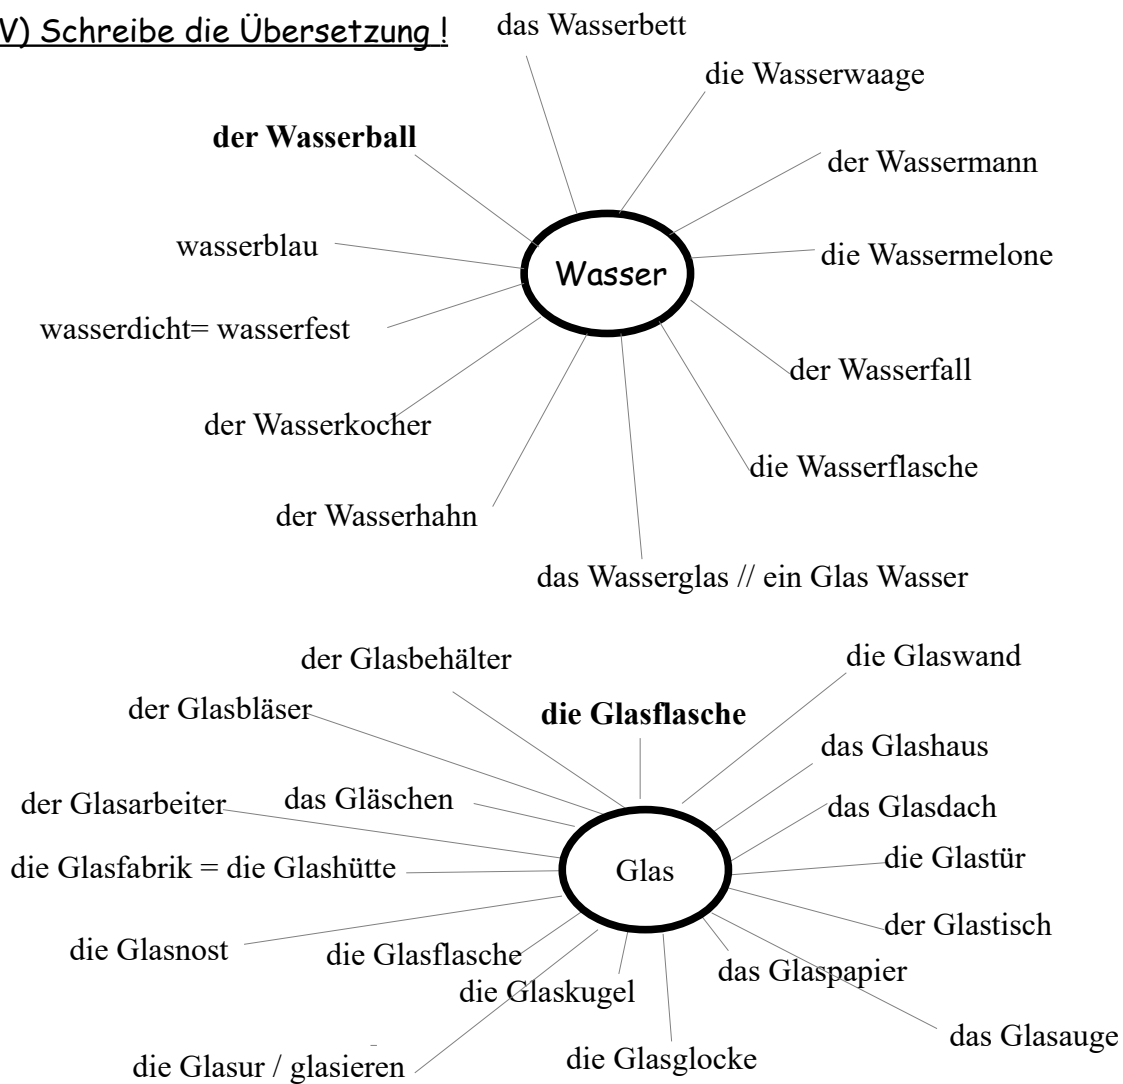 V) Schreibe die Übersetzung !
das Wasserbett
die Wasserwaage
der Wasserball
der Wassermann
wasserblau
die Wassermelone
Wasser
wasserdicht= wasserfest
der Wasserfall
der Wasserkocher
die Wasserflasche
der Wasserhahn
das Wasserglas // ein Glas Wasser
der Glasbehälter
die Glaswand
der Glasbläser
die Glasflasche
das Glashaus
der Glasarbeiter
das Gläschen
das Glasdach
die Glasfabrik = die Glashütte
Glas
die Glastür
die Glasnost
die Glasflasche
der Glastisch
die Glaskugel
das Glaspapier
das Glasauge
die Glasur / glasieren
die Glasglocke